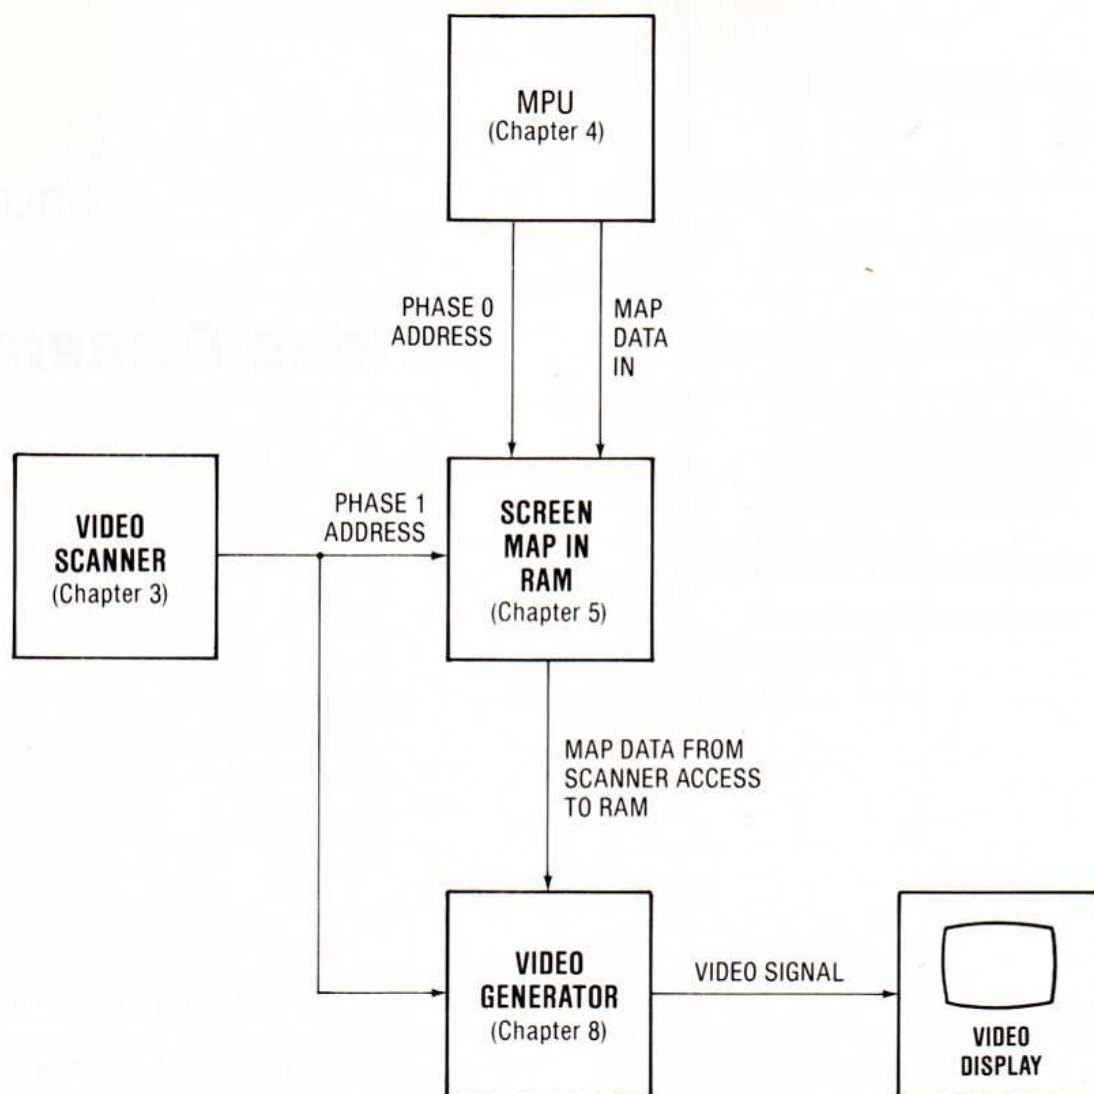 MPU
(Chapter 4)
PHASE 0
ADDRESS
MAP
DATA
IN
VIDEO
SCANNER
(Chapter 3)
PHASE 1
ADDRESS
SCREEN
MAP IN
RAM
(Chapter 5)
MAP DATA FROM
SCANNER ACCESS
TO RAM
VIDEO
GENERATOR
(Chapter 8)
VIDEO SIGNAL
VIDEO
DISPLAY